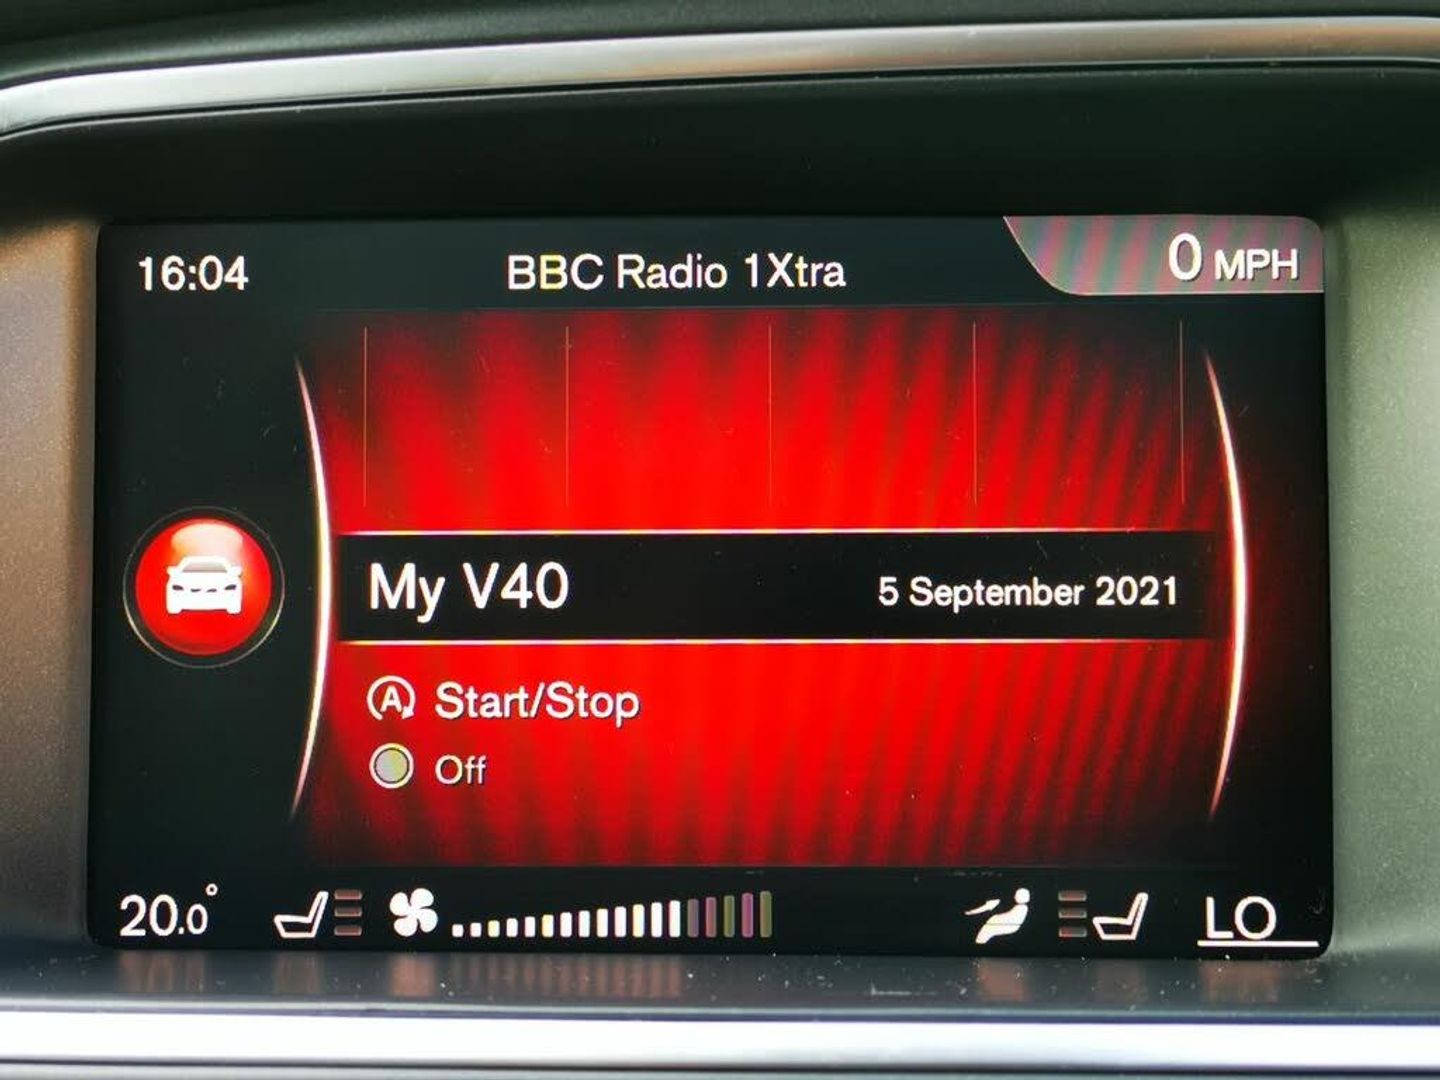 16:04 BBC Radio 1Xtra 0 MPH
My V40 5 September 2021
A Start/Stop
Off
20.0° LO